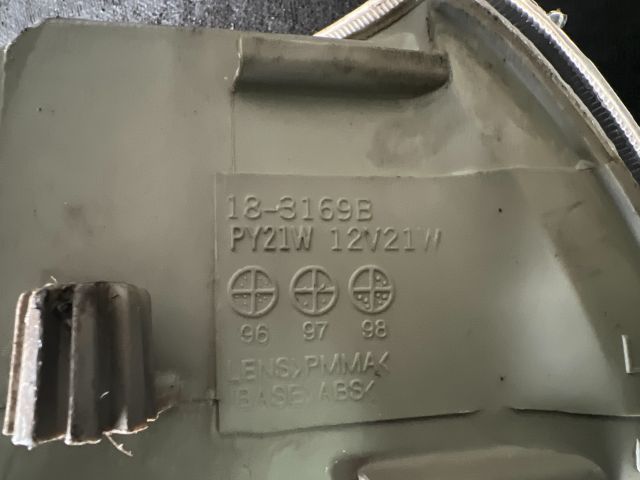 18-3169B
PY21W 12V21W
96 97 98
LENS>PMMA<
BASE>ABS<